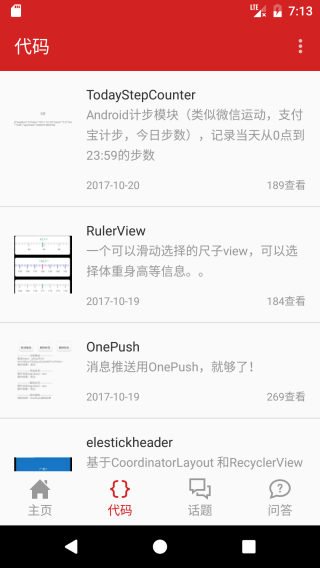 LTE 7:13
代码
TodayStepCounter
Android计步模块（类似微信运动，支付
宝计步，今日步数），记录当天从0点到
23:59的步数
2017-10-20 189查看
RulerView
一个可以滑动选择的尺子view，可以选
择体重身高等信息。。
2017-10-19 184查看
OnePush
消息推送用OnePush，就够了!
2017-10-19 269查看
elestickheader
基于CoordinatorLayout 和RecyclerView
主页 代码 话题 问答